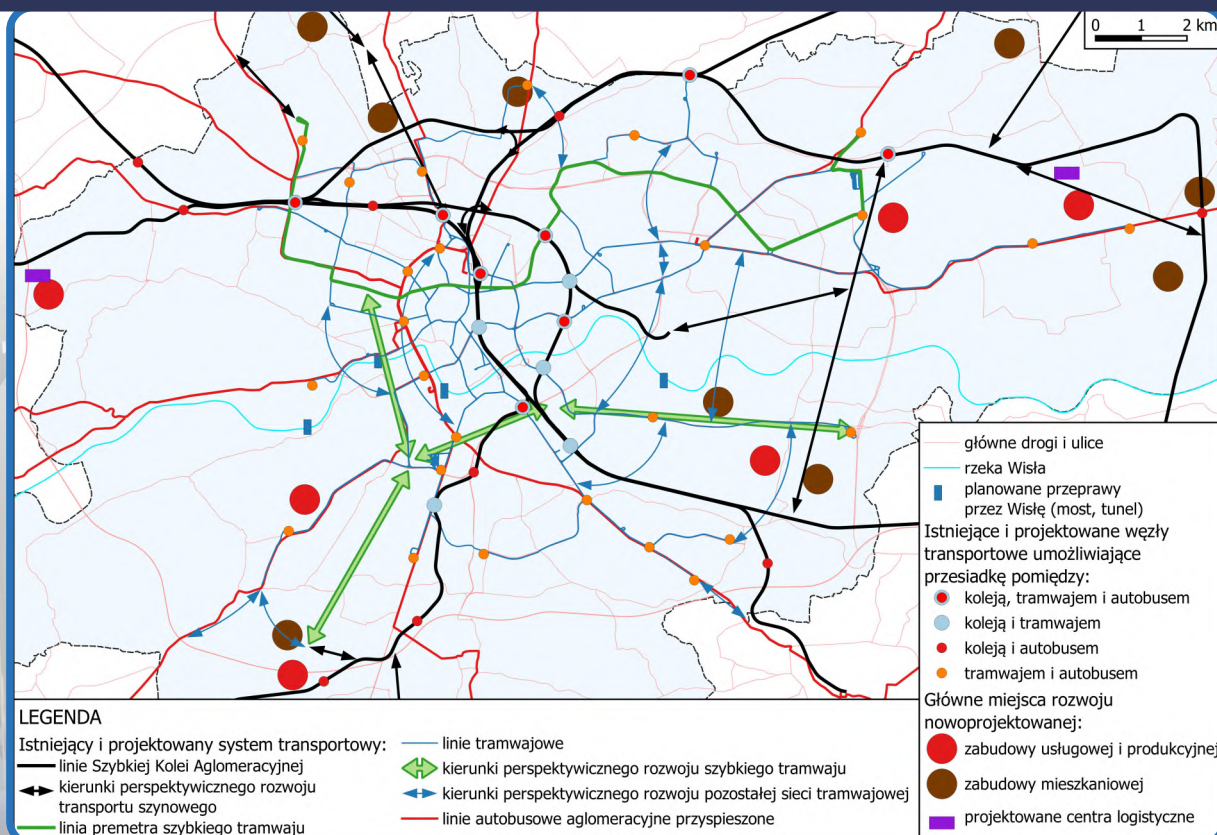 0 1 2 km
główne drogi i ulice
rzeka Wisła
planowane przeprawy
przez Wisłę (most, tunel)
Istniejące i projektowane węzły
transportowe umożliwiające
przesiadkę pomiędzy:
koleją, tramwajem i autobusem
koleją i tramwajem
koleją i autobusem
tramwajem i autobusem
Główne miejsca rozwoju
nowoprojektowanej:
zabudowy usługowej i produkcyjnej
zabudowy mieszkaniowej
projektowane centra logistyczne
LEGENDA
Istniejący i projektowany system transportowy:
linie Szybkiej Kolei Aglomeracyjnej
kierunki perspektywicznego rozwoju
transportu szynowego
linia premetra szybkiego tramwaju
linie tramwajowe
kierunki perspektywicznego rozwoju szybkiego tramwaju
kierunki perspektywicznego rozwoju pozostałej sieci tramwajowej
linie autobusowe aglomeracyjne przyspieszone